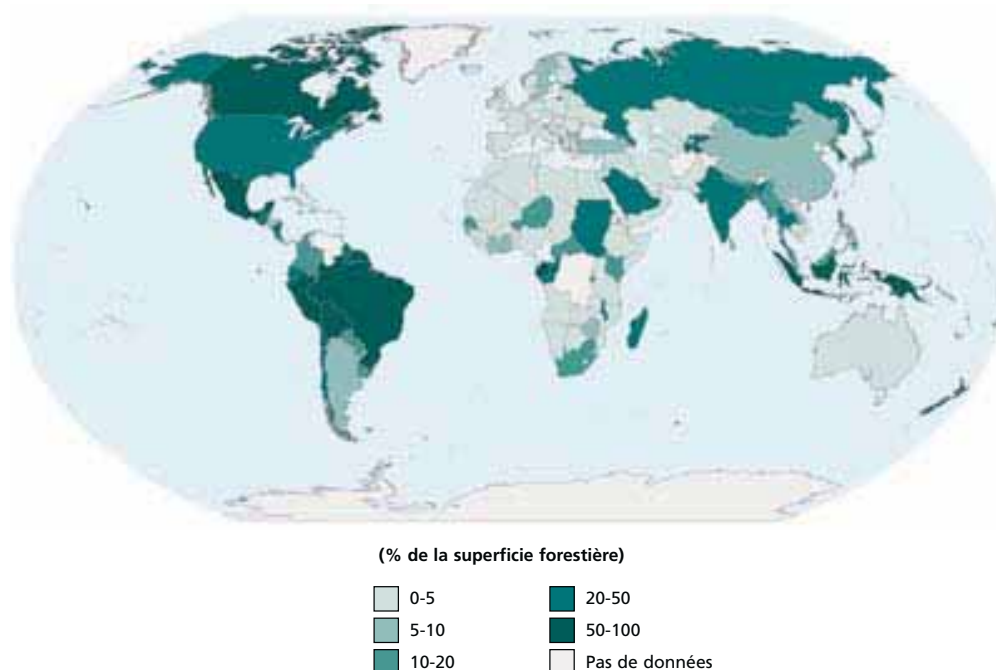 (% de la superficie forestière)
0-5
5-10
10-20
20-50
50-100
Pas de données